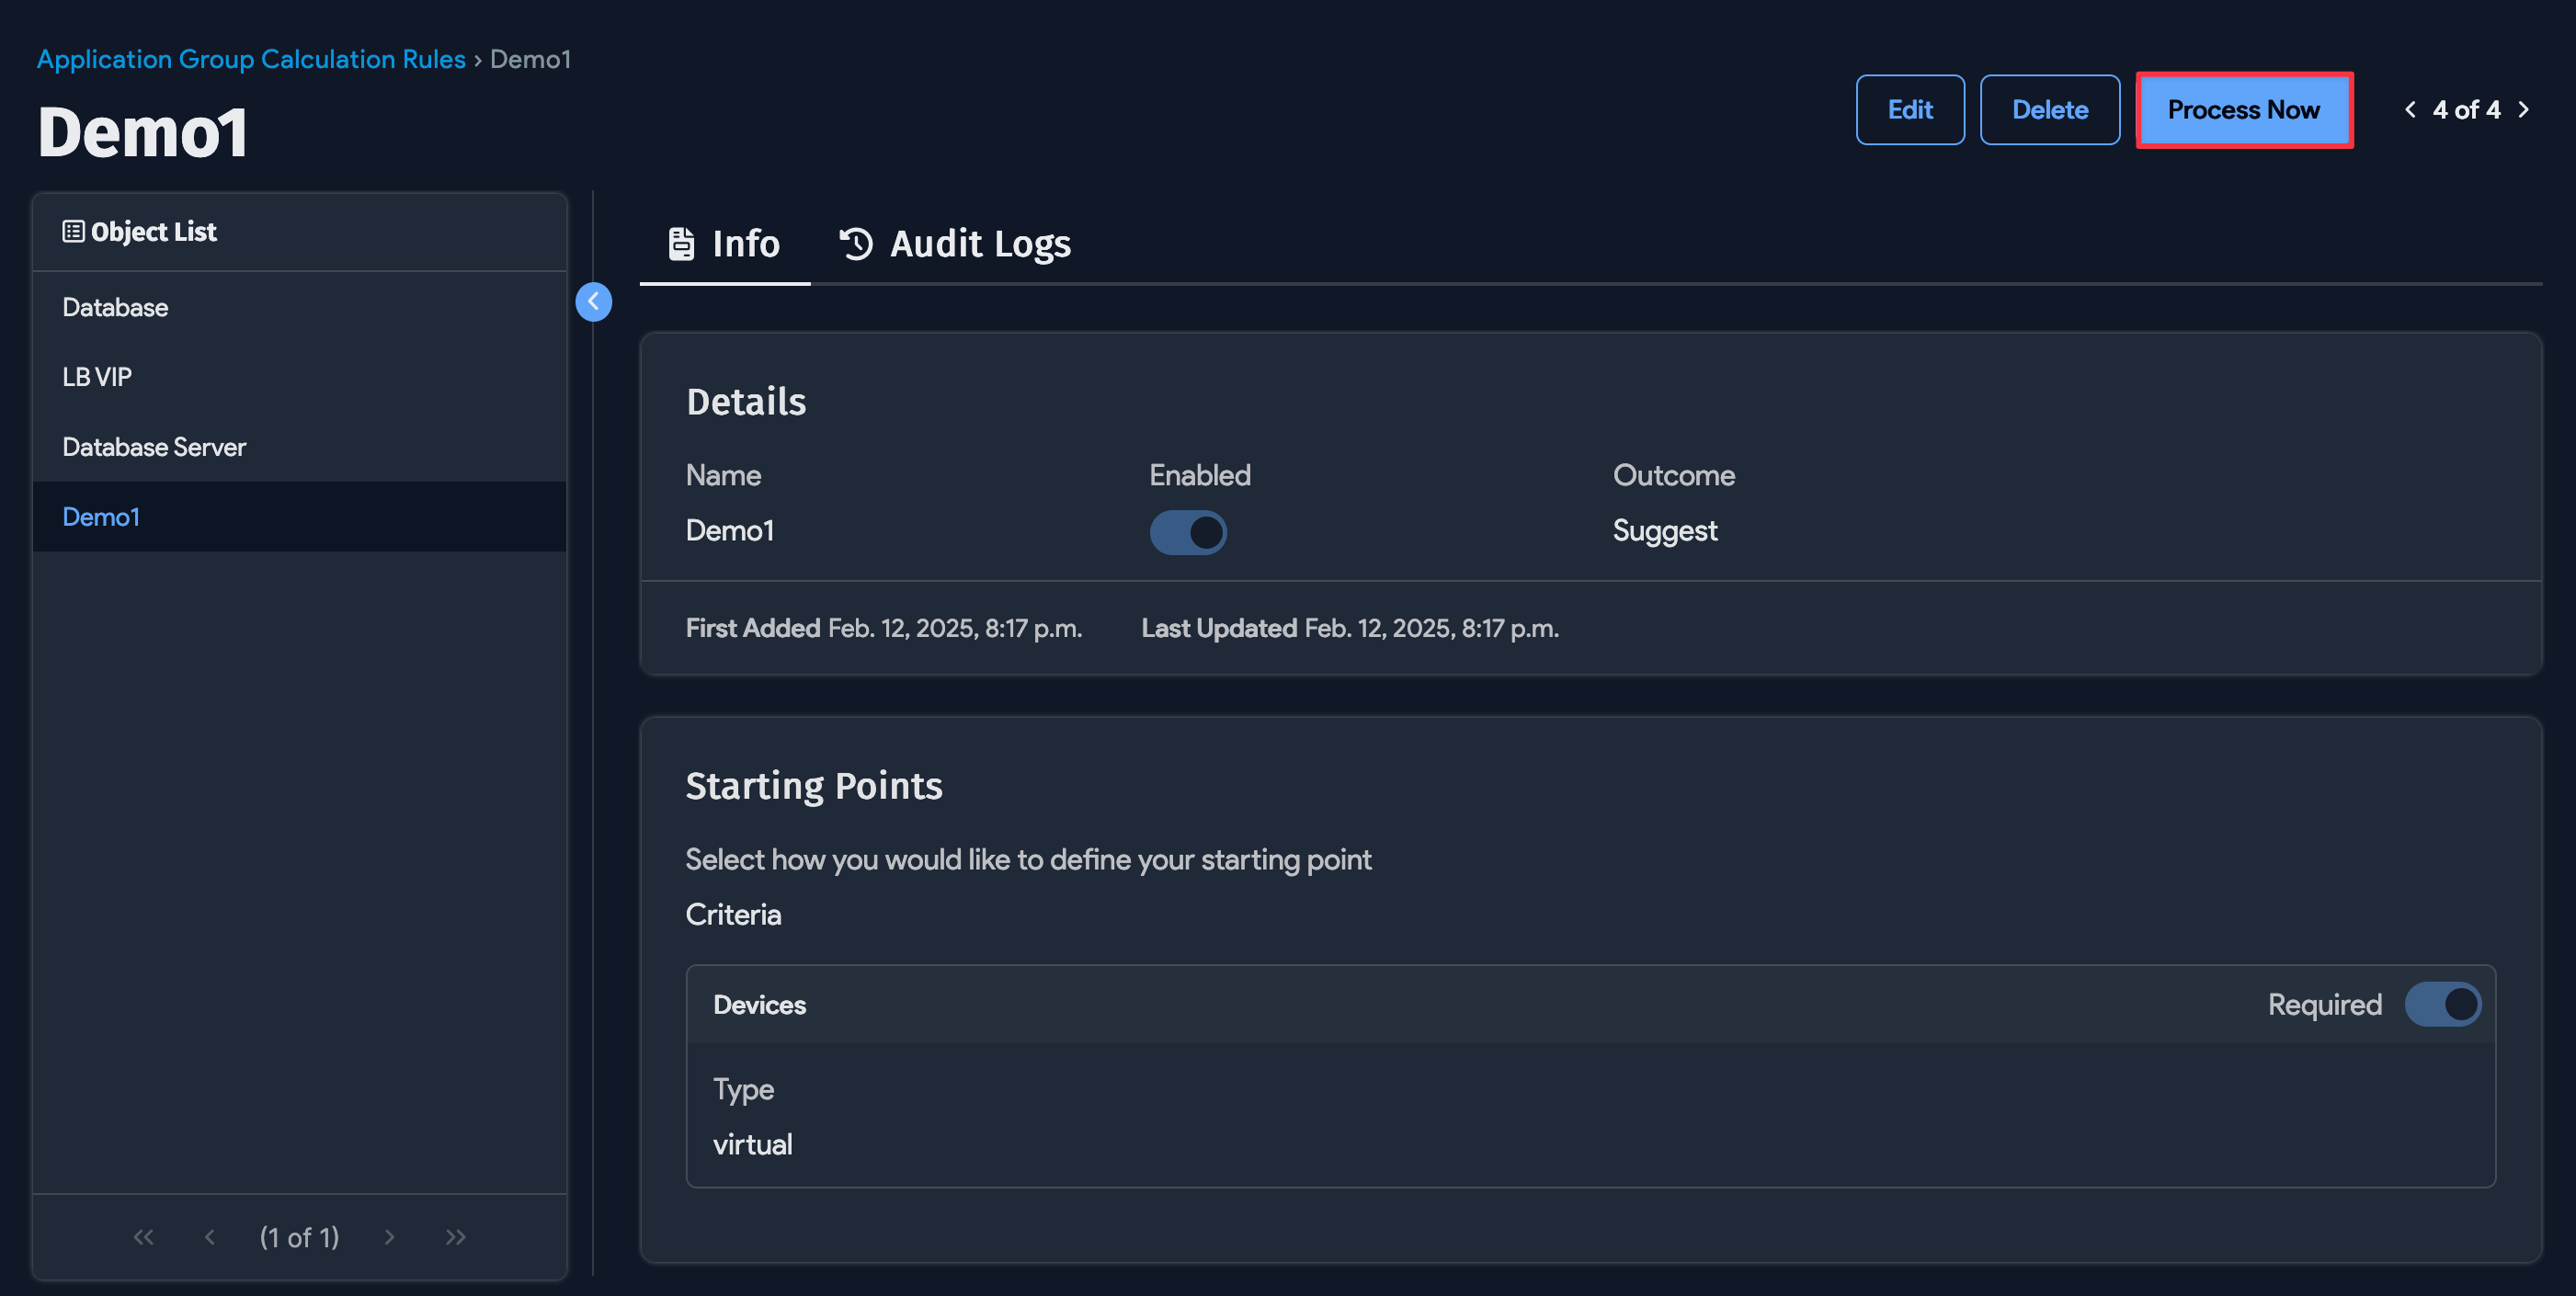 Application Group Calculation Rules › Demo1
Demo1
Edit
Delete
Process Now
4 of 4
Object List
Database
LB VIP
Database Server
Demo1
(1 of 1)
Info
Audit Logs
Details
Name
Enabled
Outcome
Demo1
Suggest
First Added Feb. 12, 2025, 8:17 p.m.
Last Updated Feb. 12, 2025, 8:17 p.m.
Starting Points
Select how you would like to define your starting point
Criteria
Devices
Required
Type
virtual